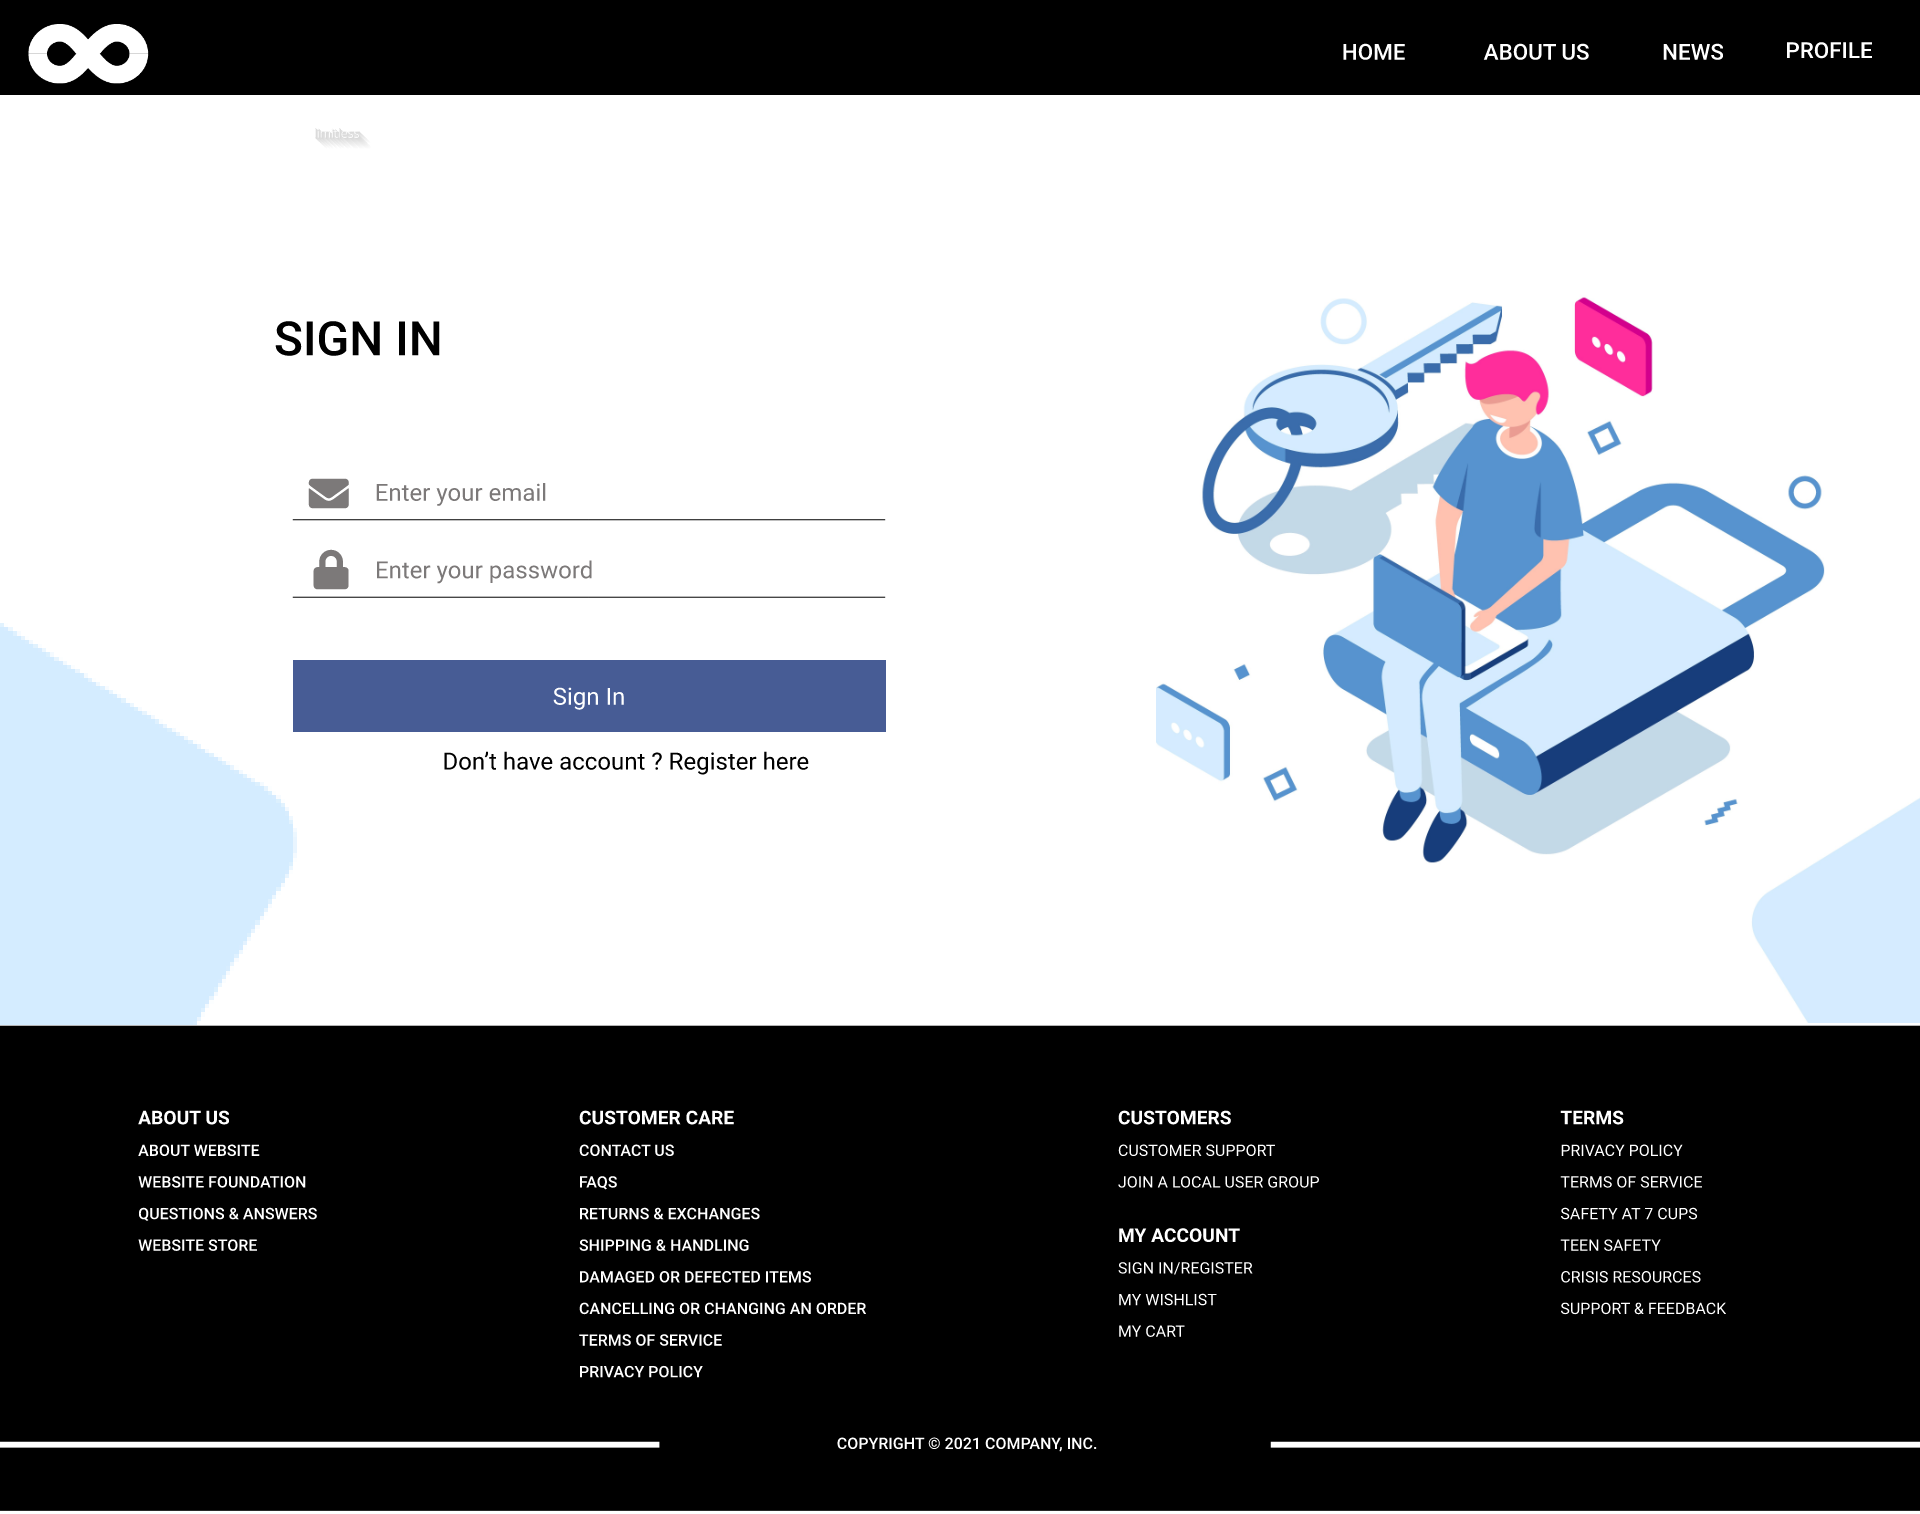 HOME ABOUT US NEWS PROFILE
limitless
SIGN IN
Enter your email
Enter your password
Sign In
Don’t have account ? Register here
ABOUT US
ABOUT WEBSITE
WEBSITE FOUNDATION
QUESTIONS & ANSWERS
WEBSITE STORE
CUSTOMER CARE
CONTACT US
FAQS
RETURNS & EXCHANGES
SHIPPING & HANDLING
DAMAGED OR DEFECTED ITEMS
CANCELLING OR CHANGING AN ORDER
TERMS OF SERVICE
PRIVACY POLICY
CUSTOMERS
CUSTOMER SUPPORT
JOIN A LOCAL USER GROUP
MY ACCOUNT
SIGN IN/REGISTER
MY WISHLIST
MY CART
TERMS
PRIVACY POLICY
TERMS OF SERVICE
SAFETY AT 7 CUPS
TEEN SAFETY
CRISIS RESOURCES
SUPPORT & FEEDBACK
COPYRIGHT © 2021 COMPANY, INC.